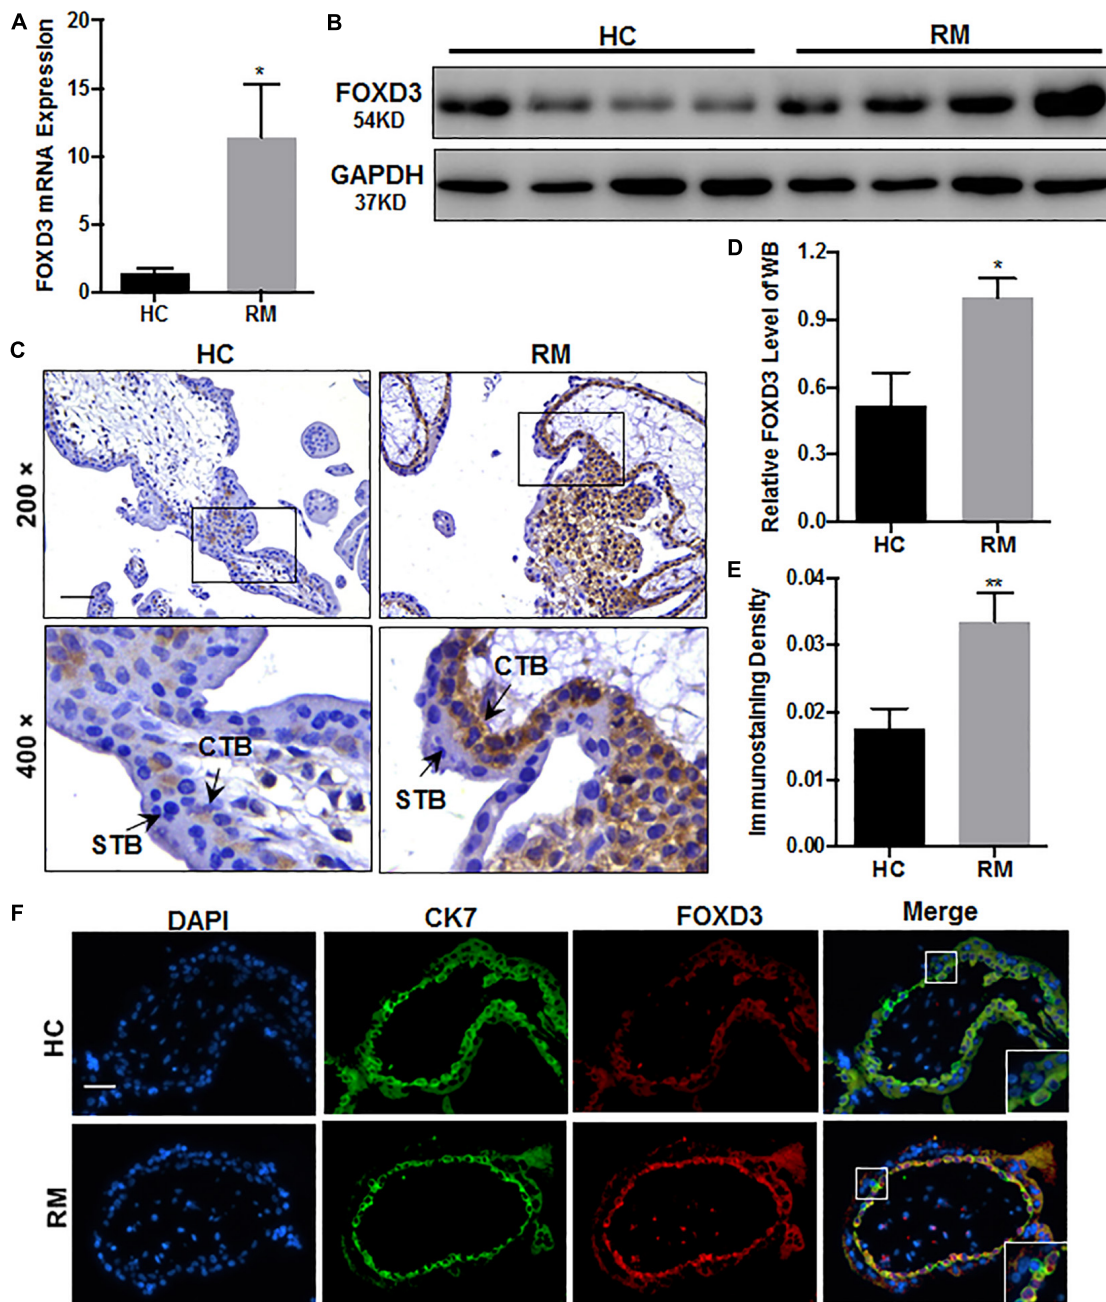 A
FOXD3 mRNA Expression
20
15
10
5
0
*
HC
RM
B
HC
RM
FOXD3
54KD
GAPDH
37KD
C
HC
RM
200 ×
400 ×
CTB
STB
CTB
STB
D
Relative FOXD3 Level of WB
1.2
0.9
0.6
0.3
0.0
*
HC
RM
E
Immunostaining Density
0.04
0.03
0.02
0.01
0.00
**
HC
RM
F
DAPI
CK7
FOXD3
Merge
HC
RM